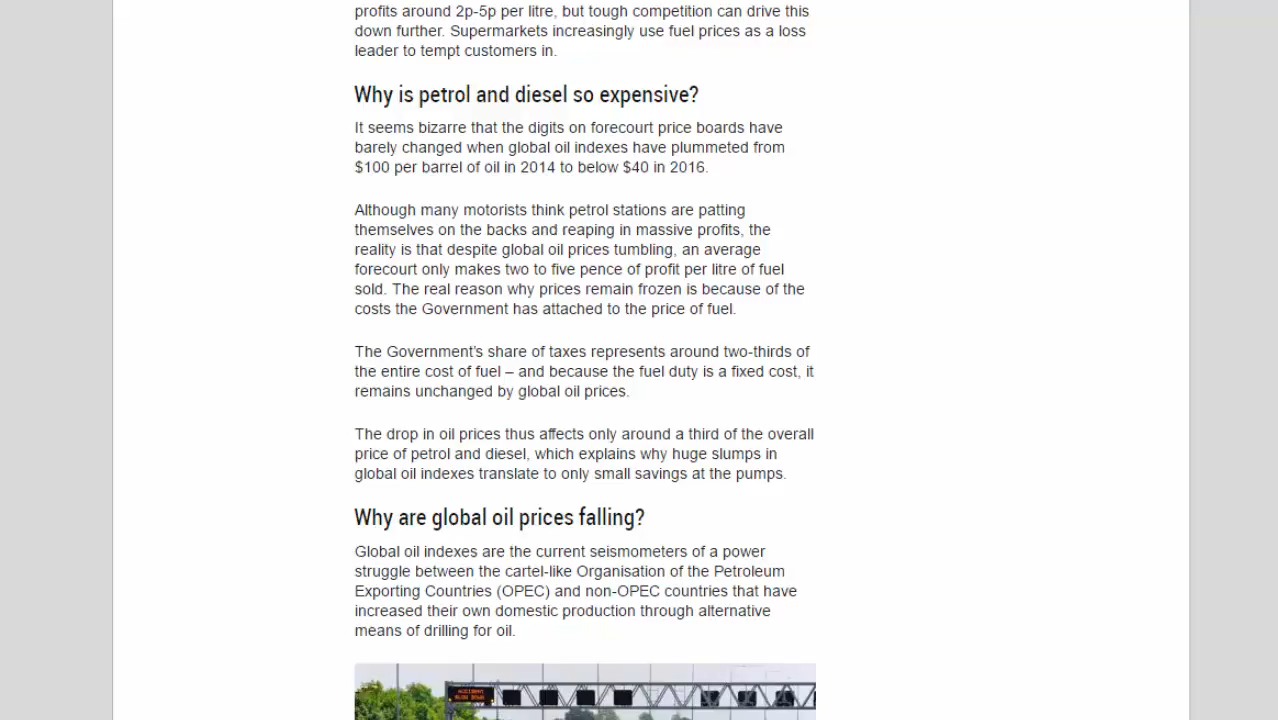 profits around 2p-5p per litre, but tough competition can drive this
down further. Supermarkets increasingly use fuel prices as a loss
leader to tempt customers in.
Why is petrol and diesel so expensive?
It seems bizarre that the digits on forecourt price boards have
barely changed when global oil indexes have plummeted from
$100 per barrel of oil in 2014 to below $40 in 2016.
Although many motorists think petrol stations are patting
themselves on the backs and reaping in massive profits, the
reality is that despite global oil prices tumbling, an average
forecourt only makes two to five pence of profit per litre of fuel
sold. The real reason why prices remain frozen is because of the
costs the Government has attached to the price of fuel.
The Government’s share of taxes represents around two-thirds of
the entire cost of fuel – and because the fuel duty is a fixed cost, it
remains unchanged by global oil prices.
The drop in oil prices thus affects only around a third of the overall
price of petrol and diesel, which explains why huge slumps in
global oil indexes translate to only small savings at the pumps.
Why are global oil prices falling?
Global oil indexes are the current seismometers of a power
struggle between the cartel-like Organisation of the Petroleum
Exporting Countries (OPEC) and non-OPEC countries that have
increased their own domestic production through alternative
means of drilling for oil.
ACCIDENT
SLOW DOWN